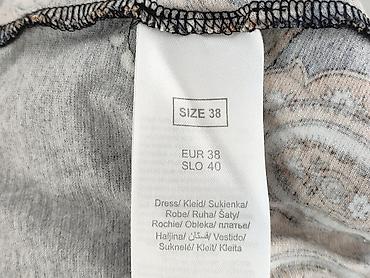 SIZE 38
EUR 38
SLO 40
Dress/ Kleid/ Sukienka/
Robe/ Ruha/ Šaty/
Rochie/ Obleka/ платье/
Haljina/ فستان/ Vestido/
Suknelė/ Kleit/ Kleita